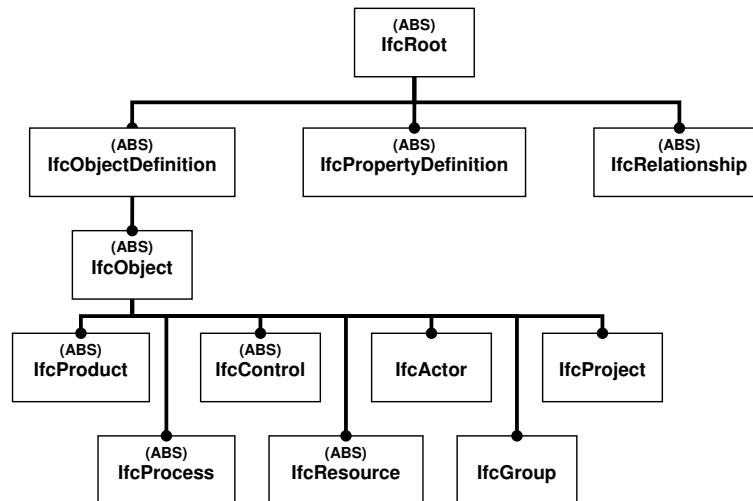 (ABS)
IfcRoot
(ABS)
IfcObjectDefinition
(ABS)
IfcPropertyDefinition
(ABS)
IfcRelationship
(ABS)
IfcObject
(ABS)
IfcProduct
(ABS)
IfcControl
IfcActor
IfcProject
(ABS)
IfcProcess
(ABS)
IfcResource
IfcGroup